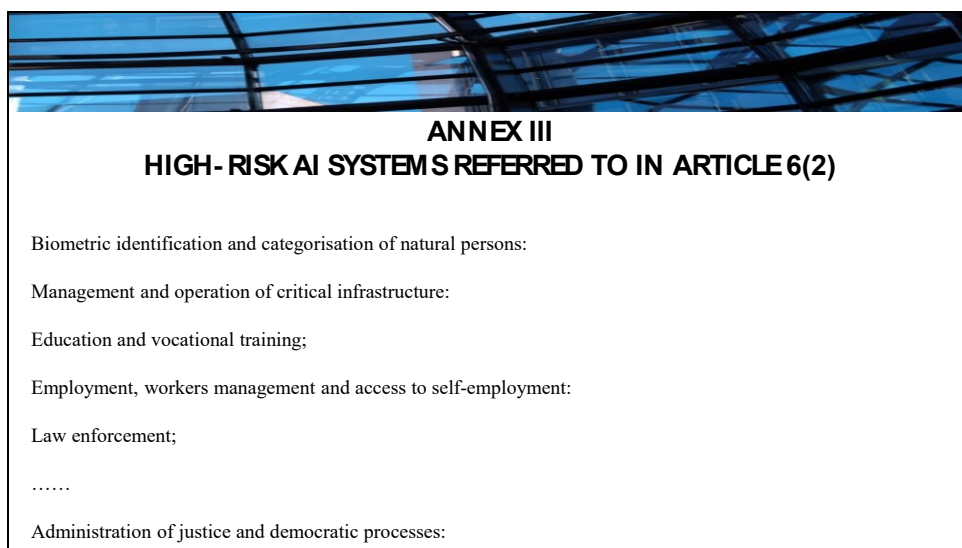 ANNEX III
HIGH- RISK AI SYSTEMS REFERRED TO IN ARTICLE 6(2)
Biometric identification and categorisation of natural persons:
Management and operation of critical infrastructure:
Education and vocational training;
Employment, workers management and access to self-employment:
Law enforcement;
……
Administration of justice and democratic processes: